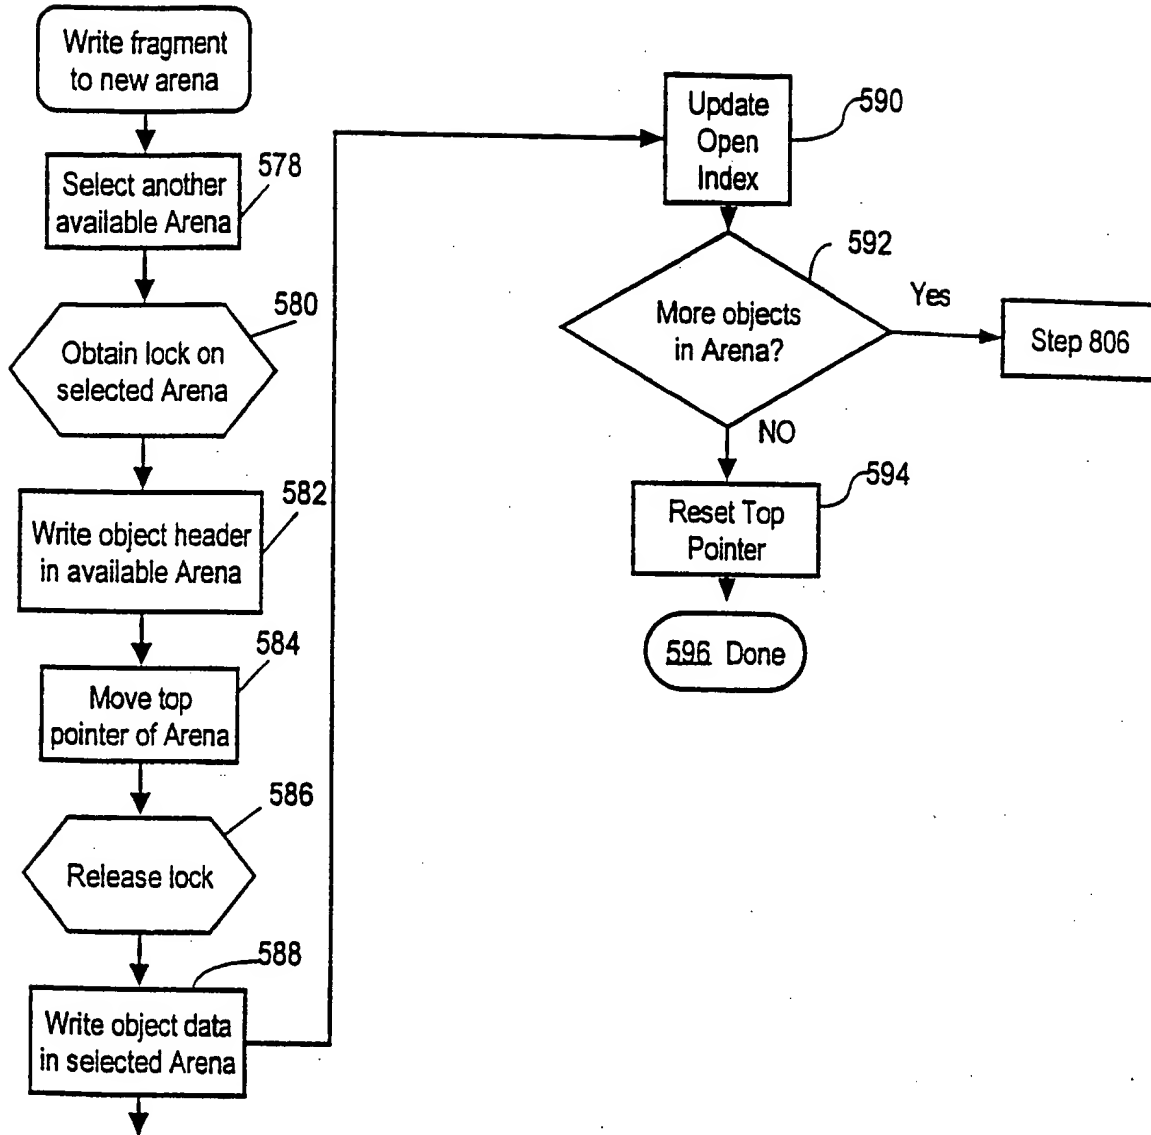 Write fragment
to new arena
578
Select another
available Arena
580
Obtain lock on
selected Arena
582
Write object header
in available Arena
584
Move top
pointer of Arena
586
Release lock
588
Write object data
in selected Arena
590
Update
Open
Index
592
More objects
in Arena?
Yes
Step 806
NO
594
Reset Top
Pointer
596 Done